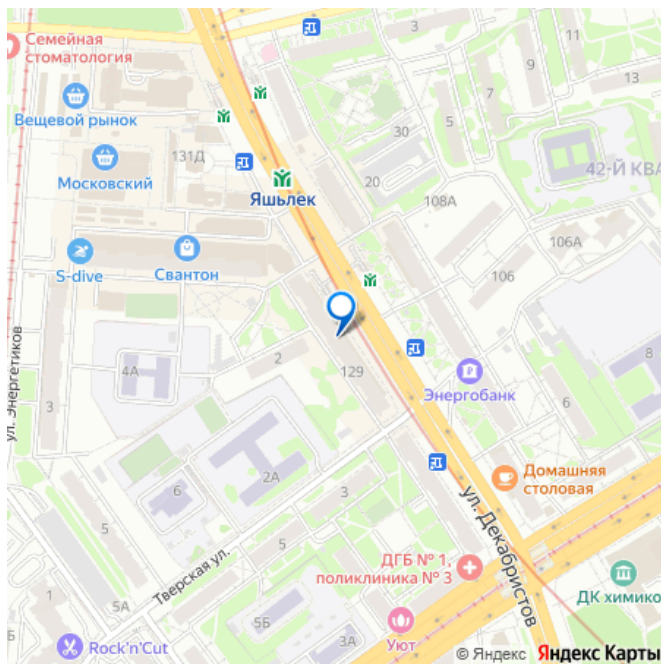 Семейная
стоматология
3
11
9
13
7
5
Вещевой рынок
30
131Д
Московский
20
42-Й КВА
Яшьлек
108А
S-dive
Свантон
106А
106
ул. Энергетиков
4А
2
129
8
Энергобанк
3
6
2А
6
3
Домашняя
столовая
ул. Декабристов
5
5
Тверская ул.
ДГБ № 1,
поликлиника № 3
ДК химико
1
5А
5Б
3А
Уют
Rock'n'Cut
© Яндекс Яндекс Карты